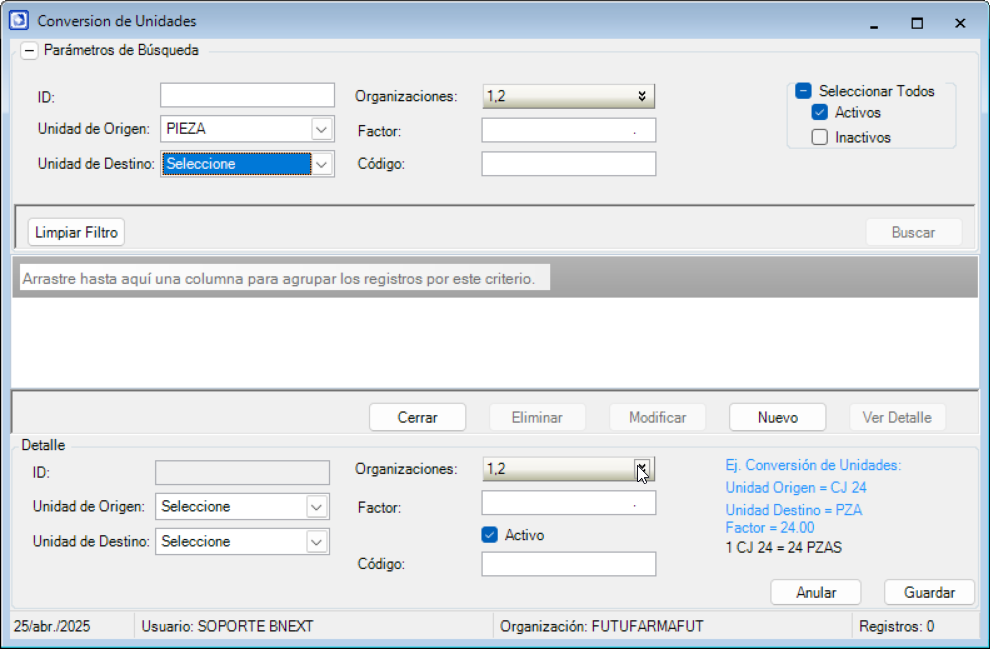 Conversion de Unidades
Parámetros de Búsqueda
ID:
Organizaciones: 1,2
Seleccionar Todos
Unidad de Origen: PIEZA
Factor: .
Activos
Inactivos
Unidad de Destino: Seleccione
Código:
Limpiar Filtro
Buscar
Arrastre hasta aquí una columna para agrupar los registros por este criterio.
Cerrar
Eliminar
Modificar
Nuevo
Ver Detalle
Detalle
ID:
Organizaciones: 1,2
Unidad de Origen: Seleccione
Factor: .
Unidad de Destino: Seleccione
Activo
Código:
Ej. Conversión de Unidades:
Unidad Origen = CJ 24
Unidad Destino = PZA
Factor = 24.00
1 CJ 24 = 24 PZAS
Anular
Guardar
25/abr./2025
Usuario: SOPORTE BNEXT
Organización: FUTUFARMAFUT
Registros: 0